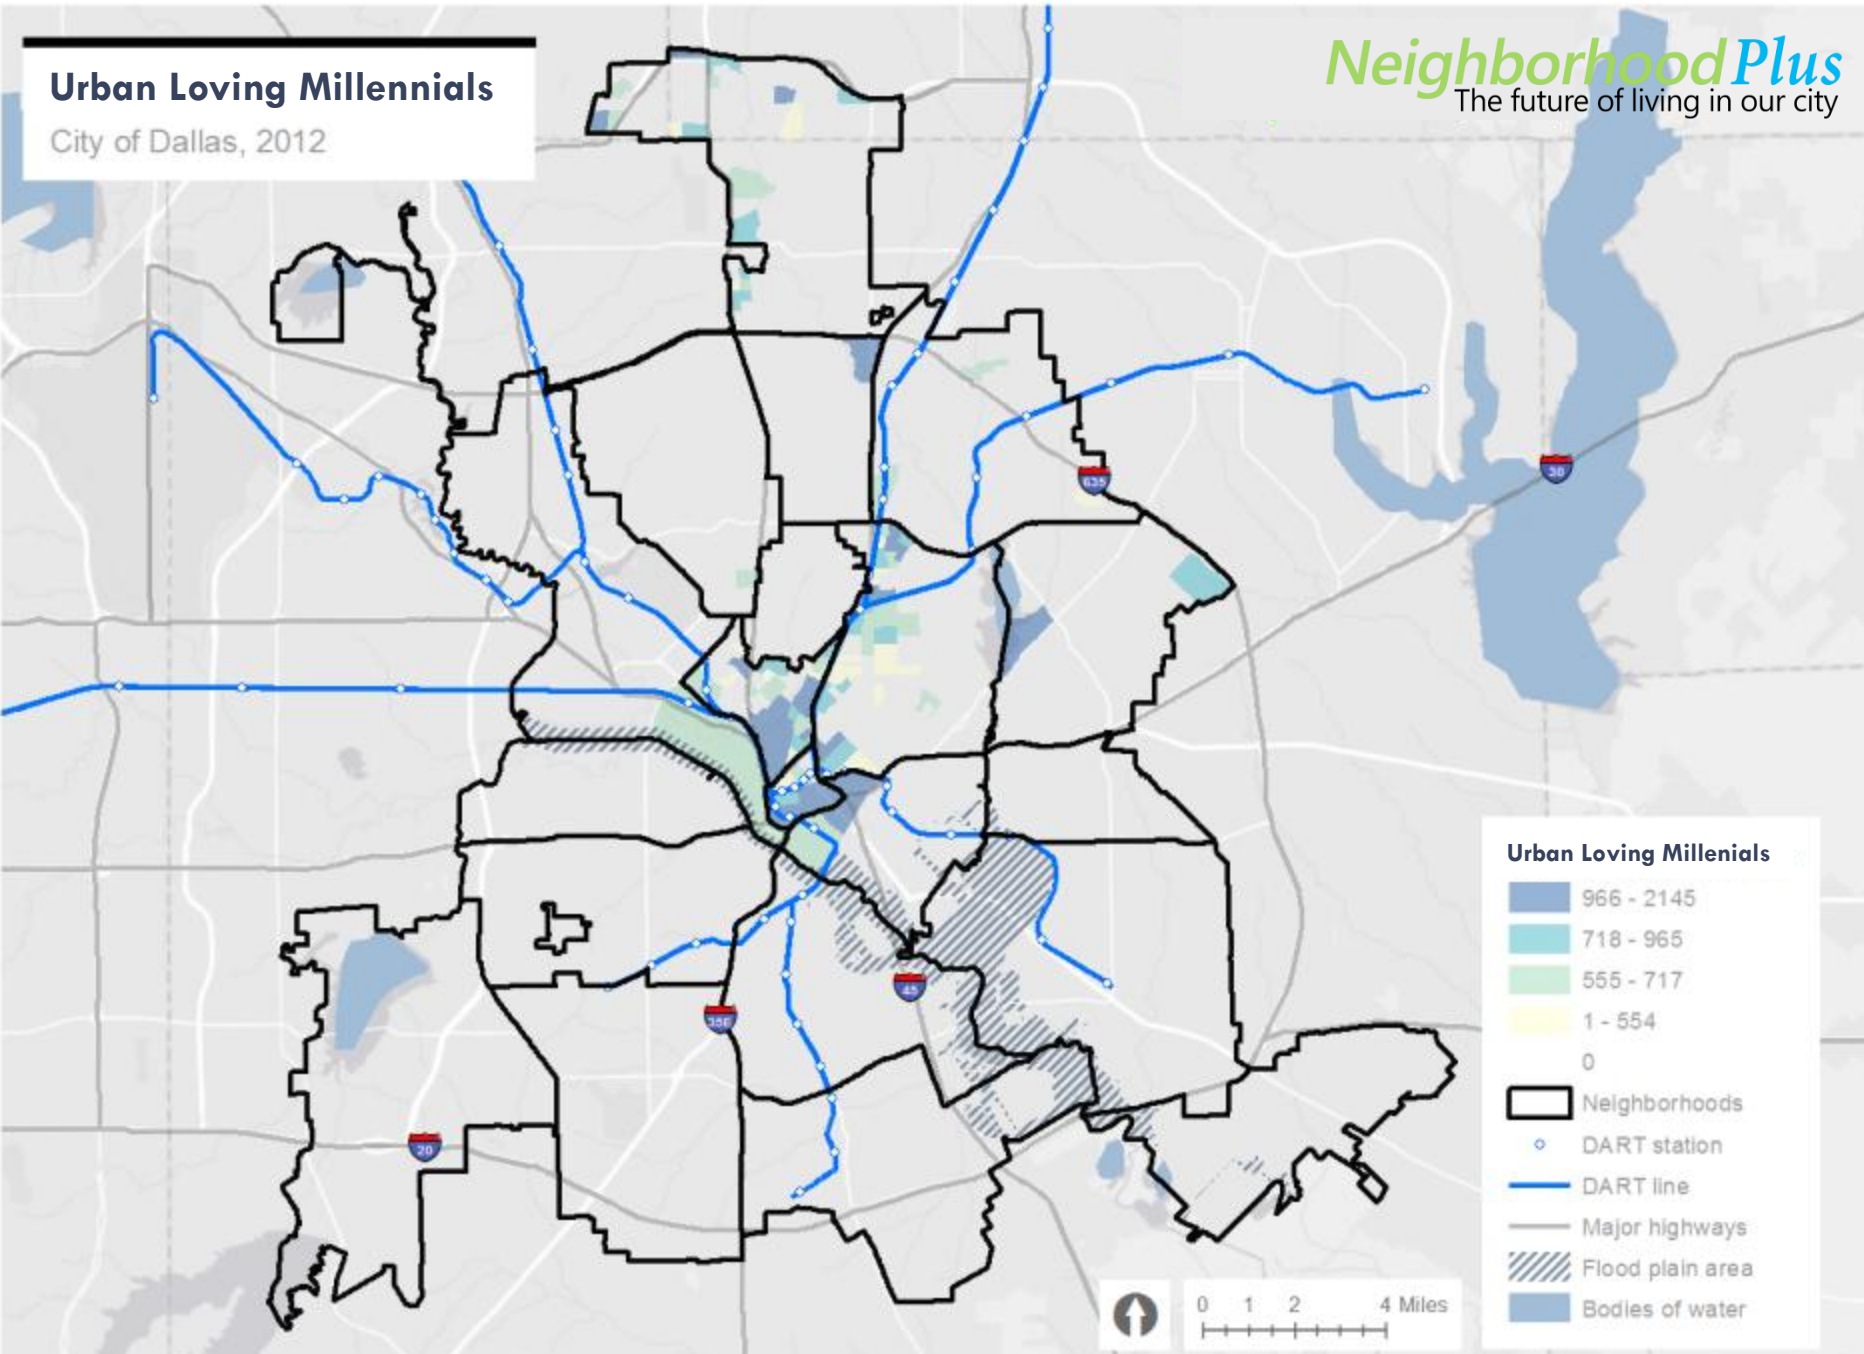 Urban Loving Millennials
City of Dallas, 2012
Neighborhood Plus
The future of living in our city
30
635
45
35E
20
Urban Loving Millenials
966 - 2145
718 - 965
555 - 717
1 - 554
0
Neighborhoods
DART station
DART line
Major highways
Flood plain area
Bodies of water
0 1 2 4 Miles